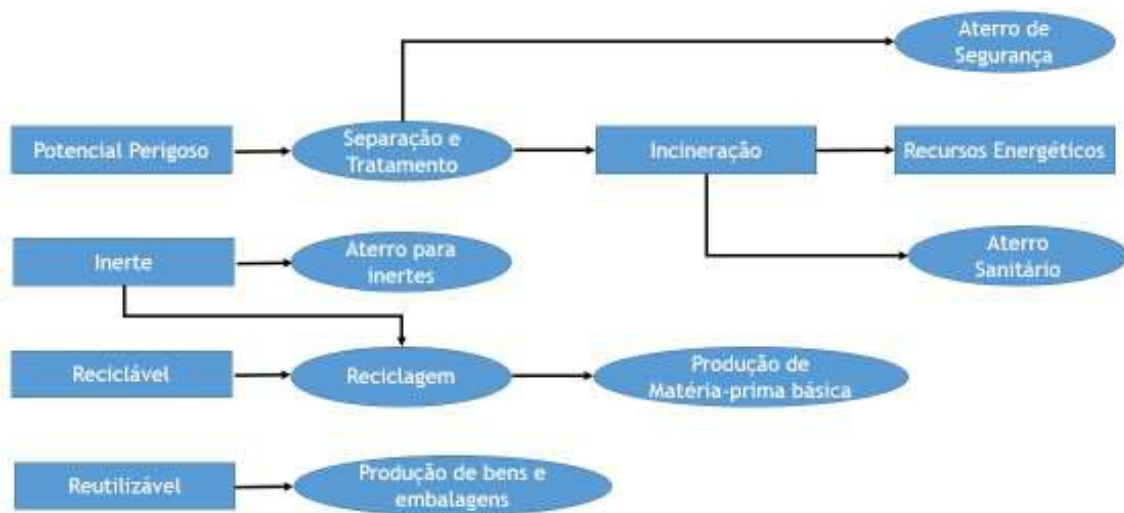 Aterro de
Segurança
Potencial Perigoso
Separação e
Tratamento
Incineração
Recursos Energéticos
Inerte
Aterro para
inertes
Aterro
Sanitário
Reciclável
Reciclagem
Produção de
Matéria-prima básica
Reutilizável
Produção de bens e
embalagens